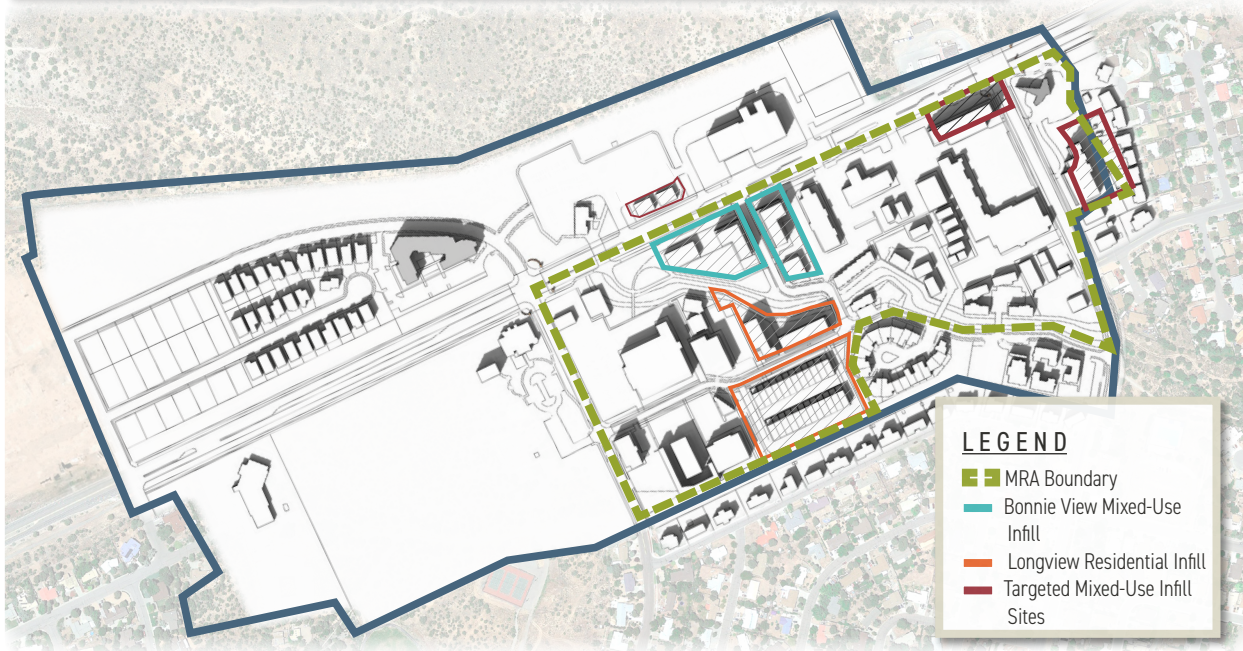 LEGEND
MRA Boundary
Bonnie View Mixed-Use
Infill
Longview Residential Infill
Targeted Mixed-Use Infill
Sites